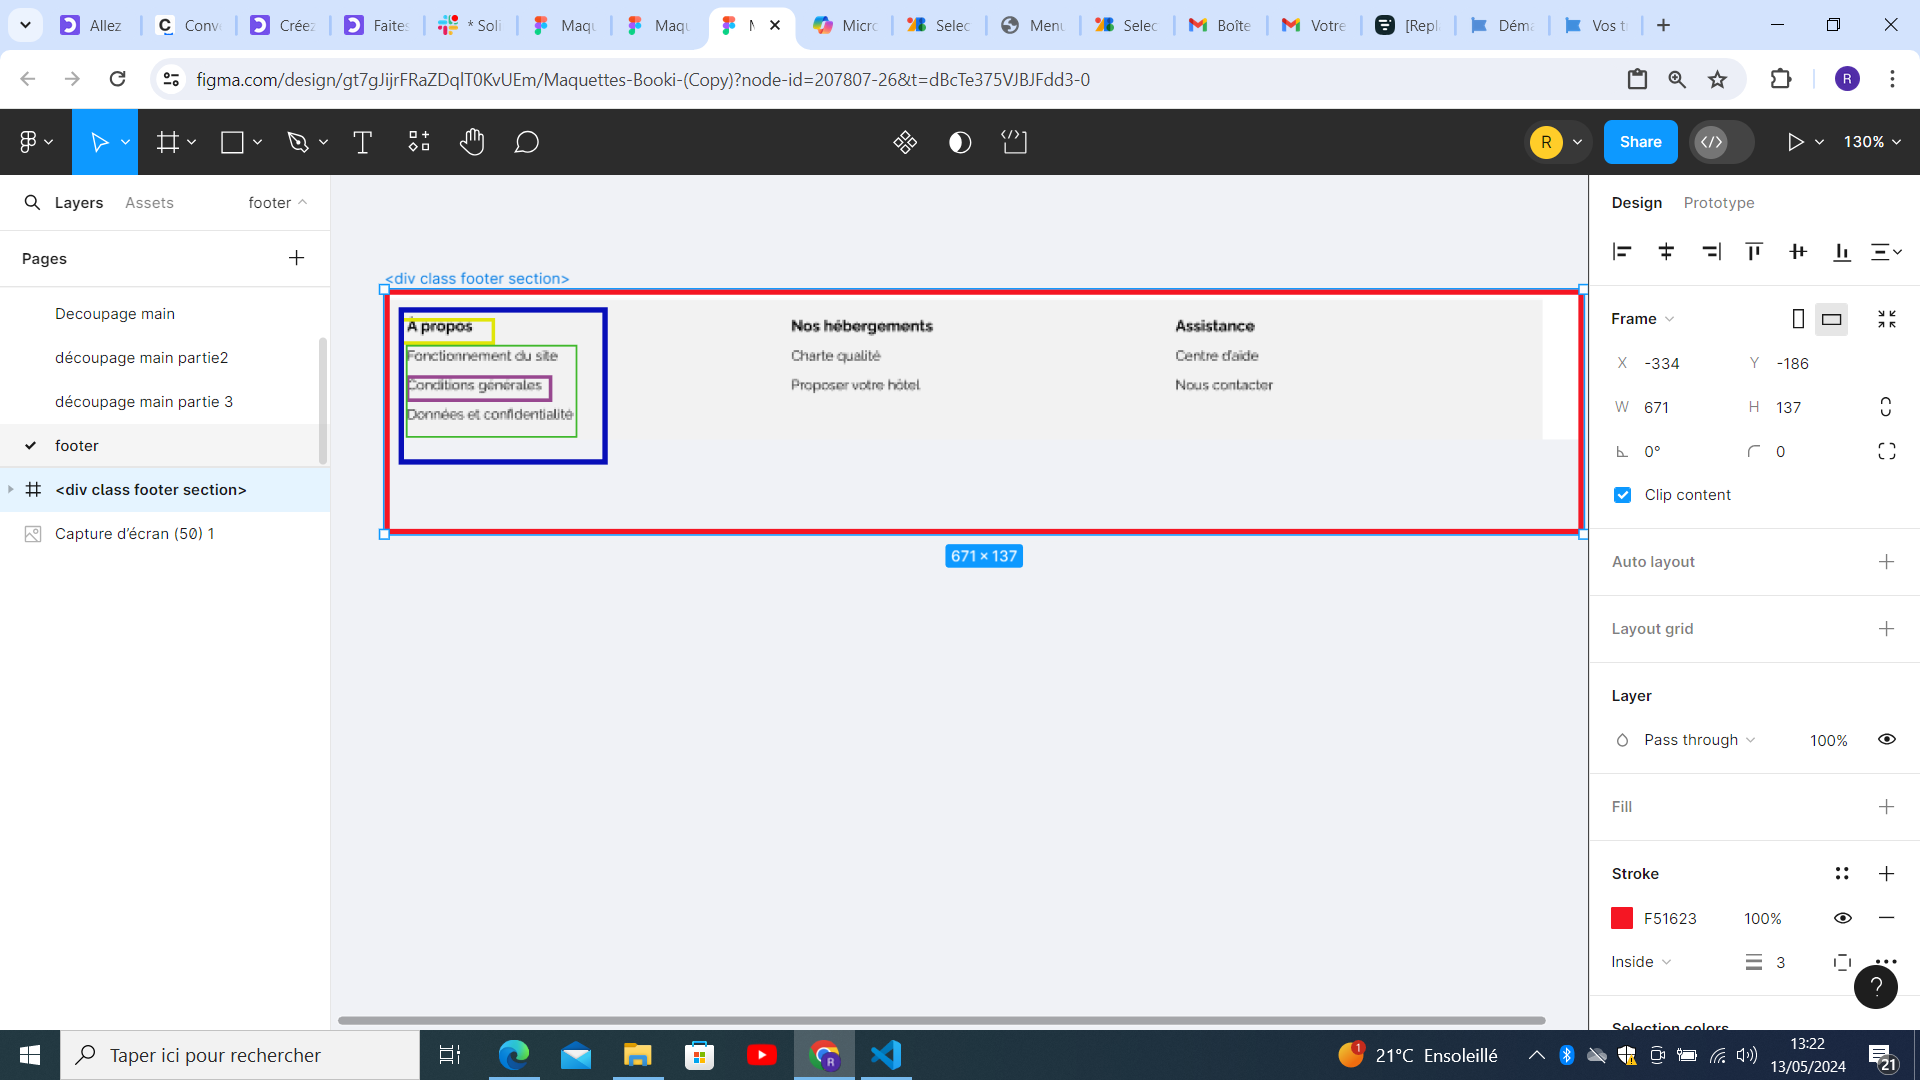 Allez
Conv
Créez
Faites
* Soli
Maqu
Maqu
M
Micro
Selec
Menu
Selec
Boîte
Votre
[Repl
Déma
Vos t
figma.com/design/gt7gJijrFRaZDqlT0KvUEm/Maquettes-Booki-(Copy)?node-id=207807-26&t=dBcTe375VJBJFdd3-0
R
R
Share
130%
Layers
Assets
footer
Design
Prototype
Pages
Decoupage main
découpage main partie2
découpage main partie 3
footer
<div class footer section>
Capture d'écran (50) 1
<div class footer section>
À propos
Fonctionnement du site
Conditions générales
Données et confidentialité
Nos hébergements
Charte qualité
Proposer votre hôtel
Assistance
Centre d'aide
Nous contacter
671 × 137
Frame
X -334
Y -186
W 671
H 137
0°
0
Clip content
Auto layout
Layout grid
Layer
Pass through
100%
Fill
Stroke
F51623
100%
Inside
3
?
Selection colors
Taper ici pour rechercher
R
1
21°C Ensoleillé
13:22
13/05/2024
21